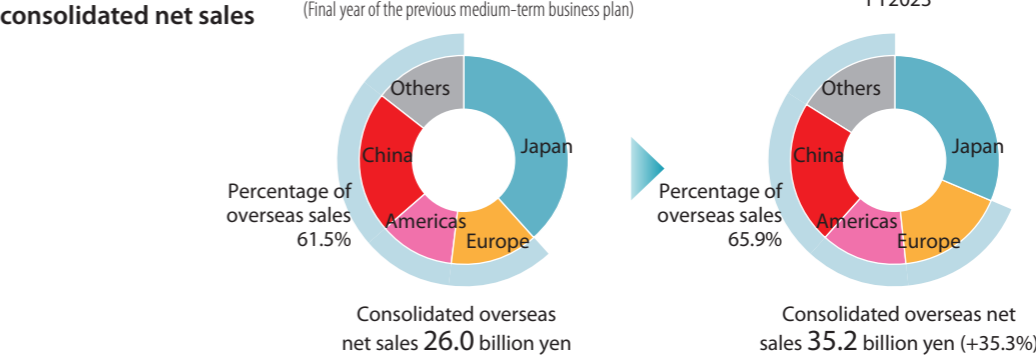 consolidated net sales
(Final year of the previous medium-term business plan)
Others
China
Japan
Americas
Europe
Percentage of
overseas sales
61.5%
Consolidated overseas
net sales 26.0 billion yen
Others
China
Japan
Americas
Europe
Percentage of
overseas sales
65.9%
Consolidated overseas net
sales 35.2 billion yen (+35.3%)